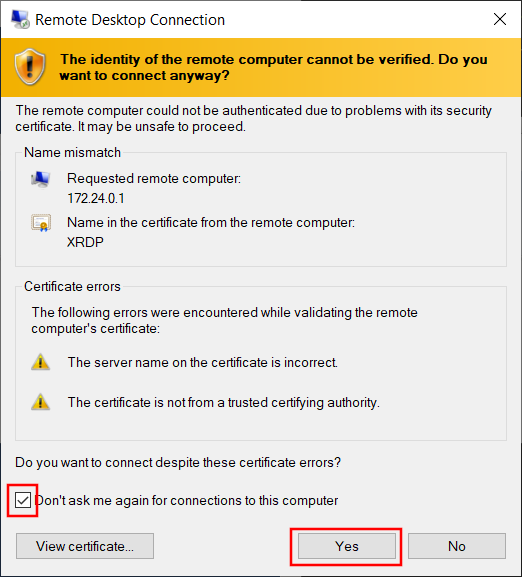 Remote Desktop Connection
The identity of the remote computer cannot be verified. Do you
want to connect anyway?
The remote computer could not be authenticated due to problems with its security
certificate. It may be unsafe to proceed.
Name mismatch
Requested remote computer:
172.24.0.1
Name in the certificate from the remote computer:
XRDP
Certificate errors
The following errors were encountered while validating the remote
computer's certificate:
The server name on the certificate is incorrect.
The certificate is not from a trusted certifying authority.
Do you want to connect despite these certificate errors?
Don't ask me again for connections to this computer
View certificate...
Yes
No